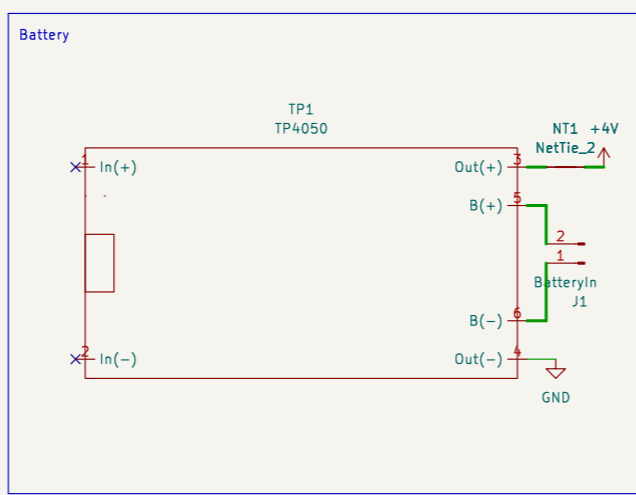 Battery
TP1
TP4050
NT1 +4V
NetTie_2
1 In(+)
Out(+) 3
B(+) 5
2
1
BatteryIn
J1
B(-) 6
2 In(-)
Out(-) 4
GND